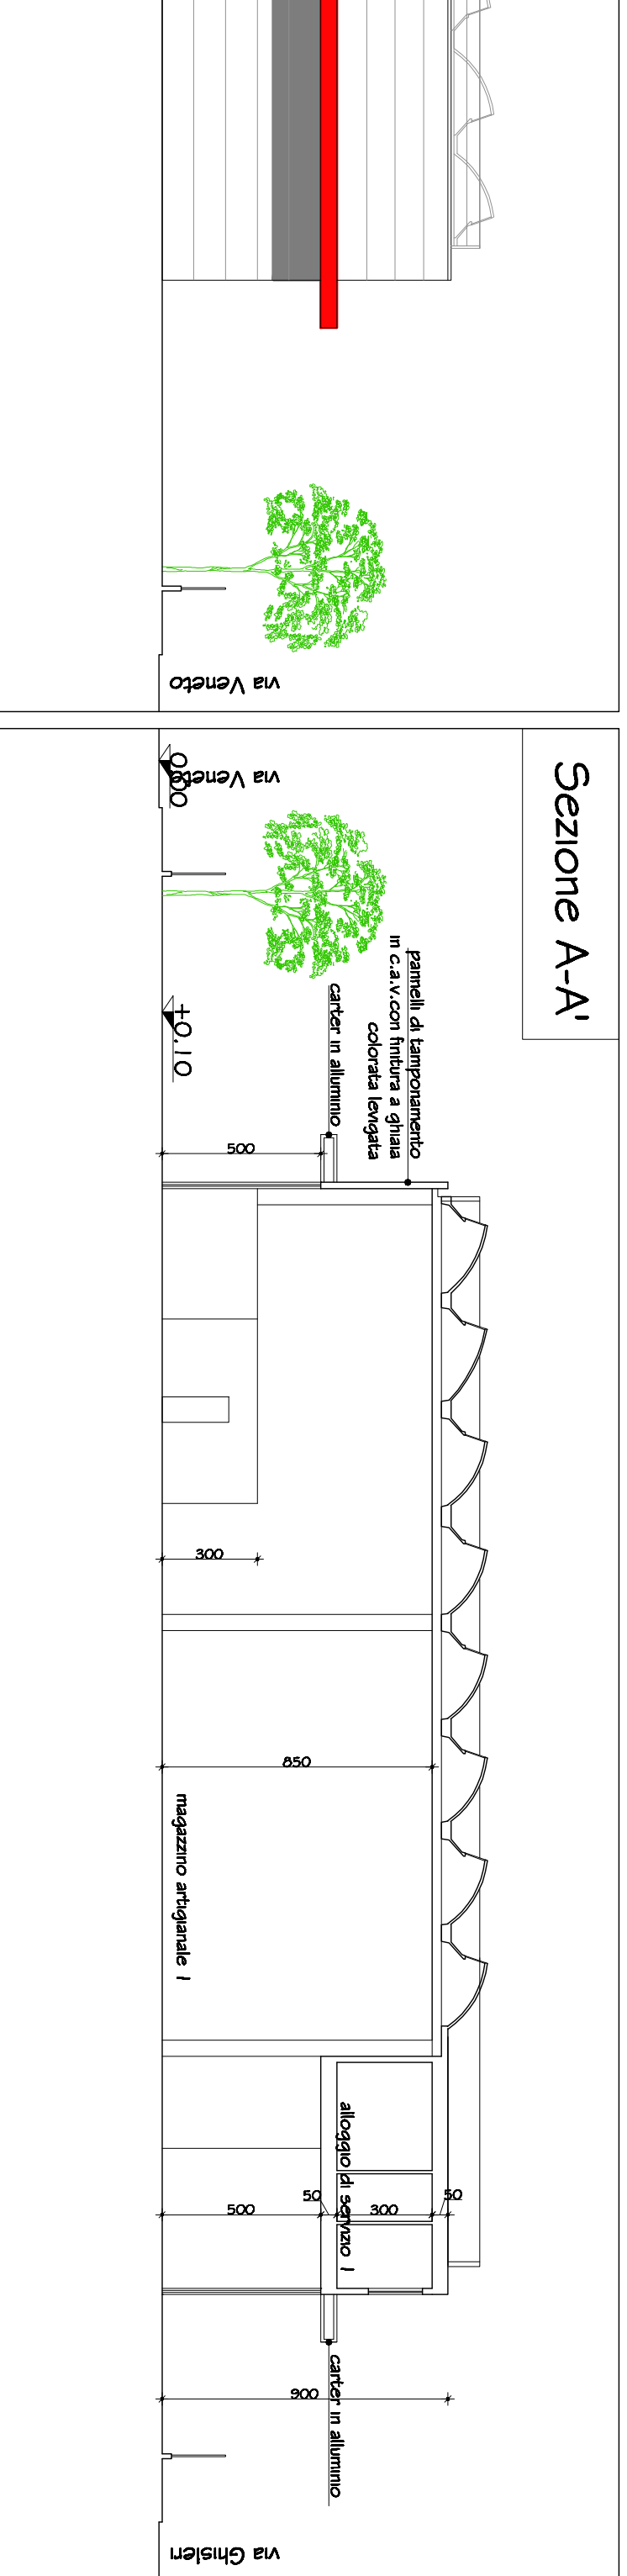 via Veneto
Sezione A-A'
via Veneto
0.00
+0.10
pannelli di tamponamento
in c.a.v.con finitura a ghiaia
colorata levigata
carter in alluminio
500
300
850
magazzino artigianale 1
alloggio di servizio 1
50
300
50
500
900
carter in alluminio
via Ghisleri